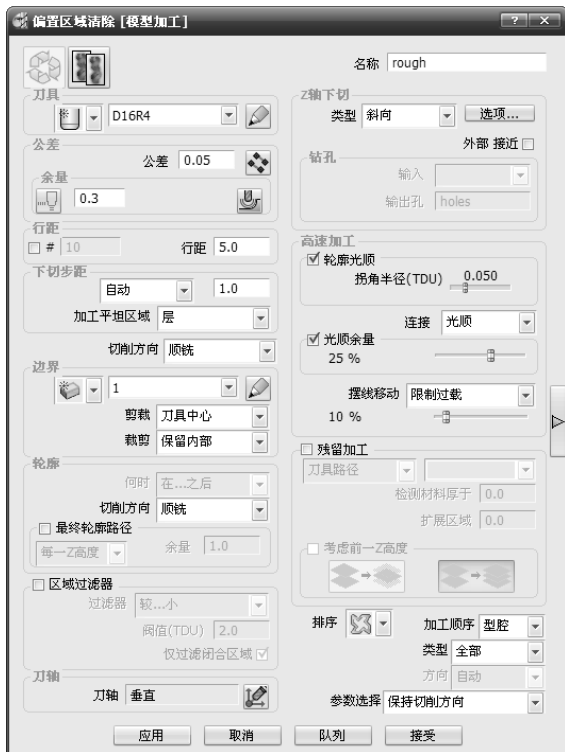 偏置区域清除 [模型加工]
名称 rough
刀具
D16R4
公差
公差 0.05
余量
0.3
行距
# 10 行距 5.0
下切步距
自动 1.0
加工平坦区域 层
切削方向 顺铣
边界
1
剪裁 刀具中心
裁剪 保留内部
轮廓
何时 在...之后
切削方向 顺铣
最终轮廓路径
每一Z高度 余量 1.0
区域过滤器
过滤器 较...小
阀值(TDU) 2.0
仅过滤闭合区域
刀轴
刀轴 垂直
Z轴下切
类型 斜向 选项...
外部 接近
钻孔
输入
输出孔 holes
高速加工
轮廓光顺
拐角半径(TDU) 0.050
连接 光顺
光顺余量
25 %
摆线移动 限制过载
10 %
残留加工
刀具路径
检测材料厚于 0.0
扩展区域 0.0
考虑前一Z高度
排序 加工顺序 型腔
类型 全部
方向 自动
参数选择 保持切削方向
应用 取消 队列 接受